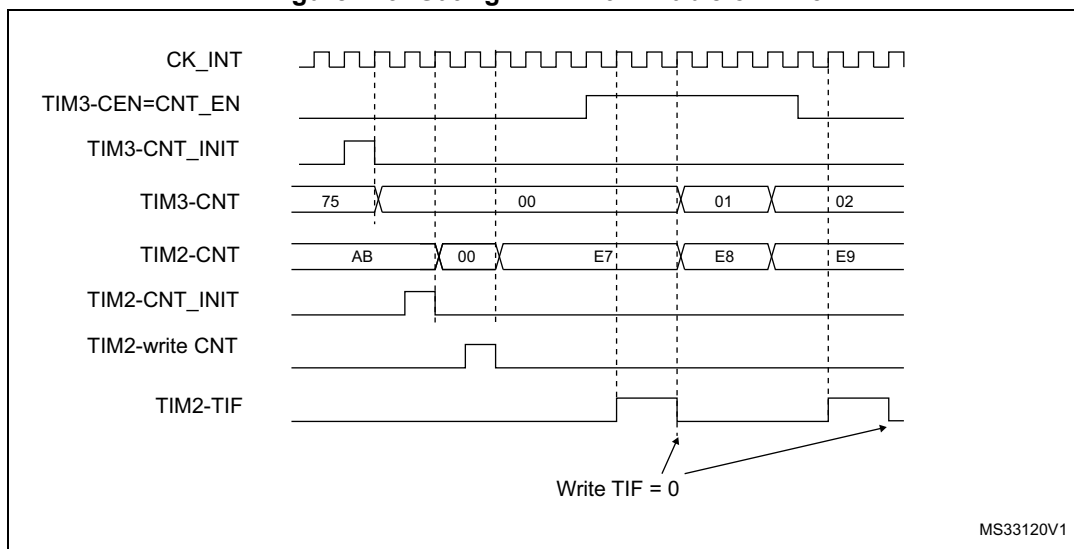 CK_INT
TIM3-CEN=CNT_EN
TIM3-CNT_INIT
TIM3-CNT 75 00 01 02
TIM2-CNT AB 00 E7 E8 E9
TIM2-CNT_INIT
TIM2-write CNT
TIM2-TIF
Write TIF = 0
MS33120V1